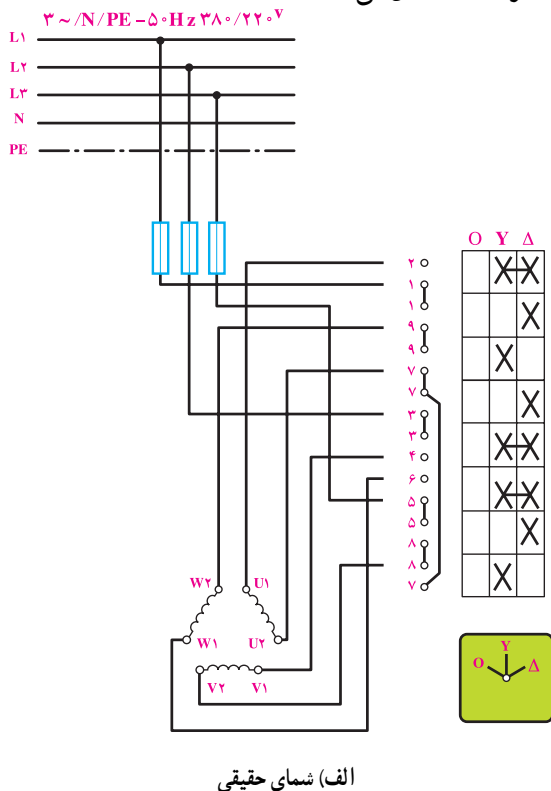 ۳ ~ /N / PE – ۵۰Hz ۳۸۰/۲۲۰ᵛ
L۱
L۲
L۳
N
PE
O Y Δ
۲
۱
۱
۹
۹
۷
۷
۳
۳
۴
۶
۵
۵
۸
۸
۷
W۲ U۱
W۱ U۲
V۲ V۱
Y
O Δ
الف) شمای حقیقی